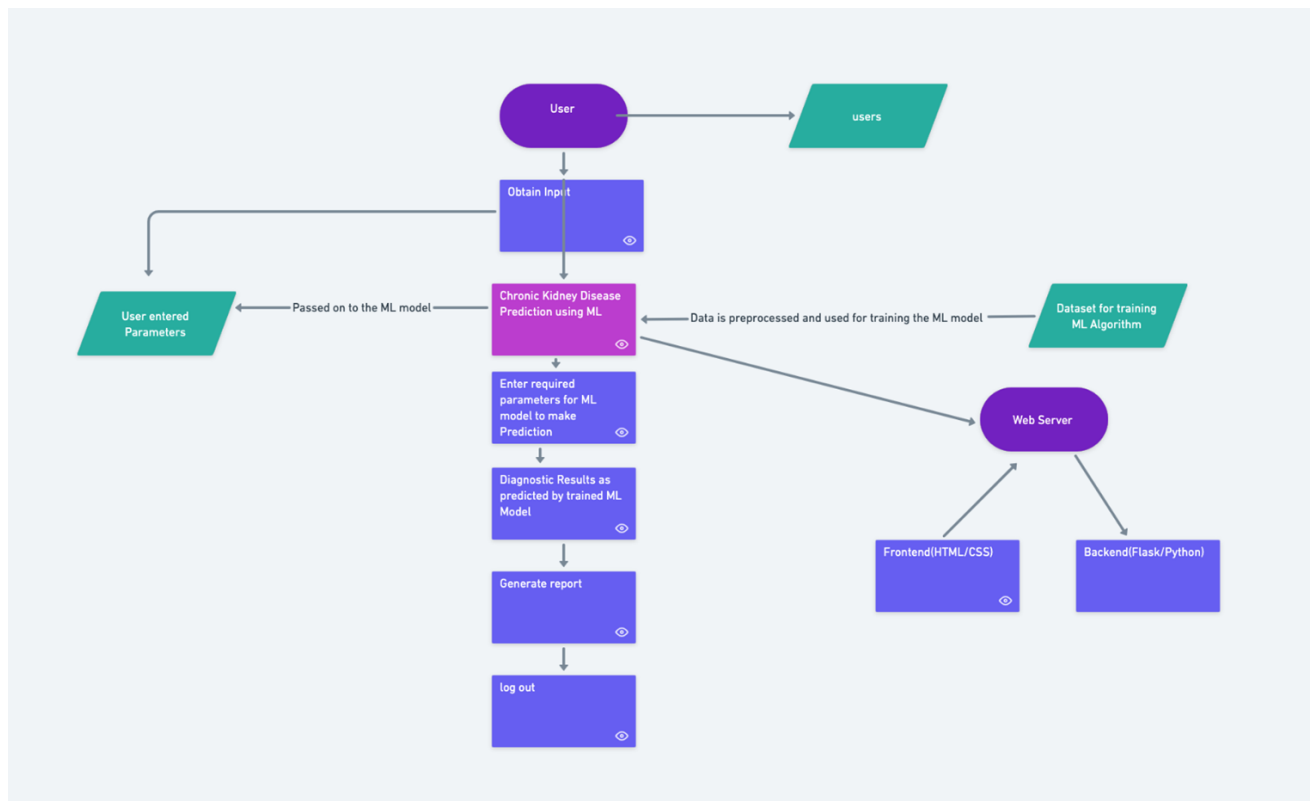 User
users
Obtain Input
Chronic Kidney Disease
Prediction using ML
User entered
Parameters
Passed on to the ML model
Data is preprocessed and used for training the ML model
Dataset for training
ML Algorithm
Enter required
parameters for ML
model to make
Prediction
Web Server
Diagnostic Results as
predicted by trained ML
Model
Frontend(HTML/CSS)
Backend(Flask/Python)
Generate report
log out